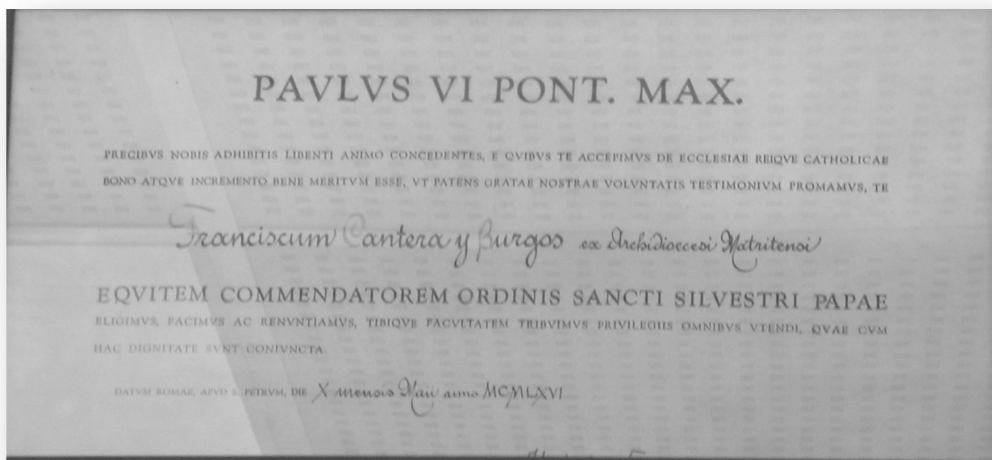 PAVLVS VI PONT. MAX.
PRECIBVS NOBIS ADHIBITIS LIBENTI ANIMO CONCEDENTES, E QVIBVS TE ACCEPIMVS DE ECCLESIAE REIQVE CATHOLICAE
BONO ATQVE INCREMENTO BENE MERITVM ESSE, VT PATENS GRATAE NOSTRAE VOLVNTATIS TESTIMONIVM PROMAMVS, TE
Franciscum Cantera y Burgos ex Archidioecesi Matritensi
EQVITEM COMMENDATOREM ORDINIS SANCTI SILVESTRI PAPAE
ELIGIMVS, FACIMVS AC RENVNTIAMVS, TIBIQVE FACVLTATEM TRIBVIMVS PRIVILEGIIS OMNIBVS VTENDI, QVAE CVM
HAC DIGNITATE SVNT CONIVNCTA.
DATVM ROMAE, APVD S. PETRVM, DIE X mensis Maii anno MCMLXVI